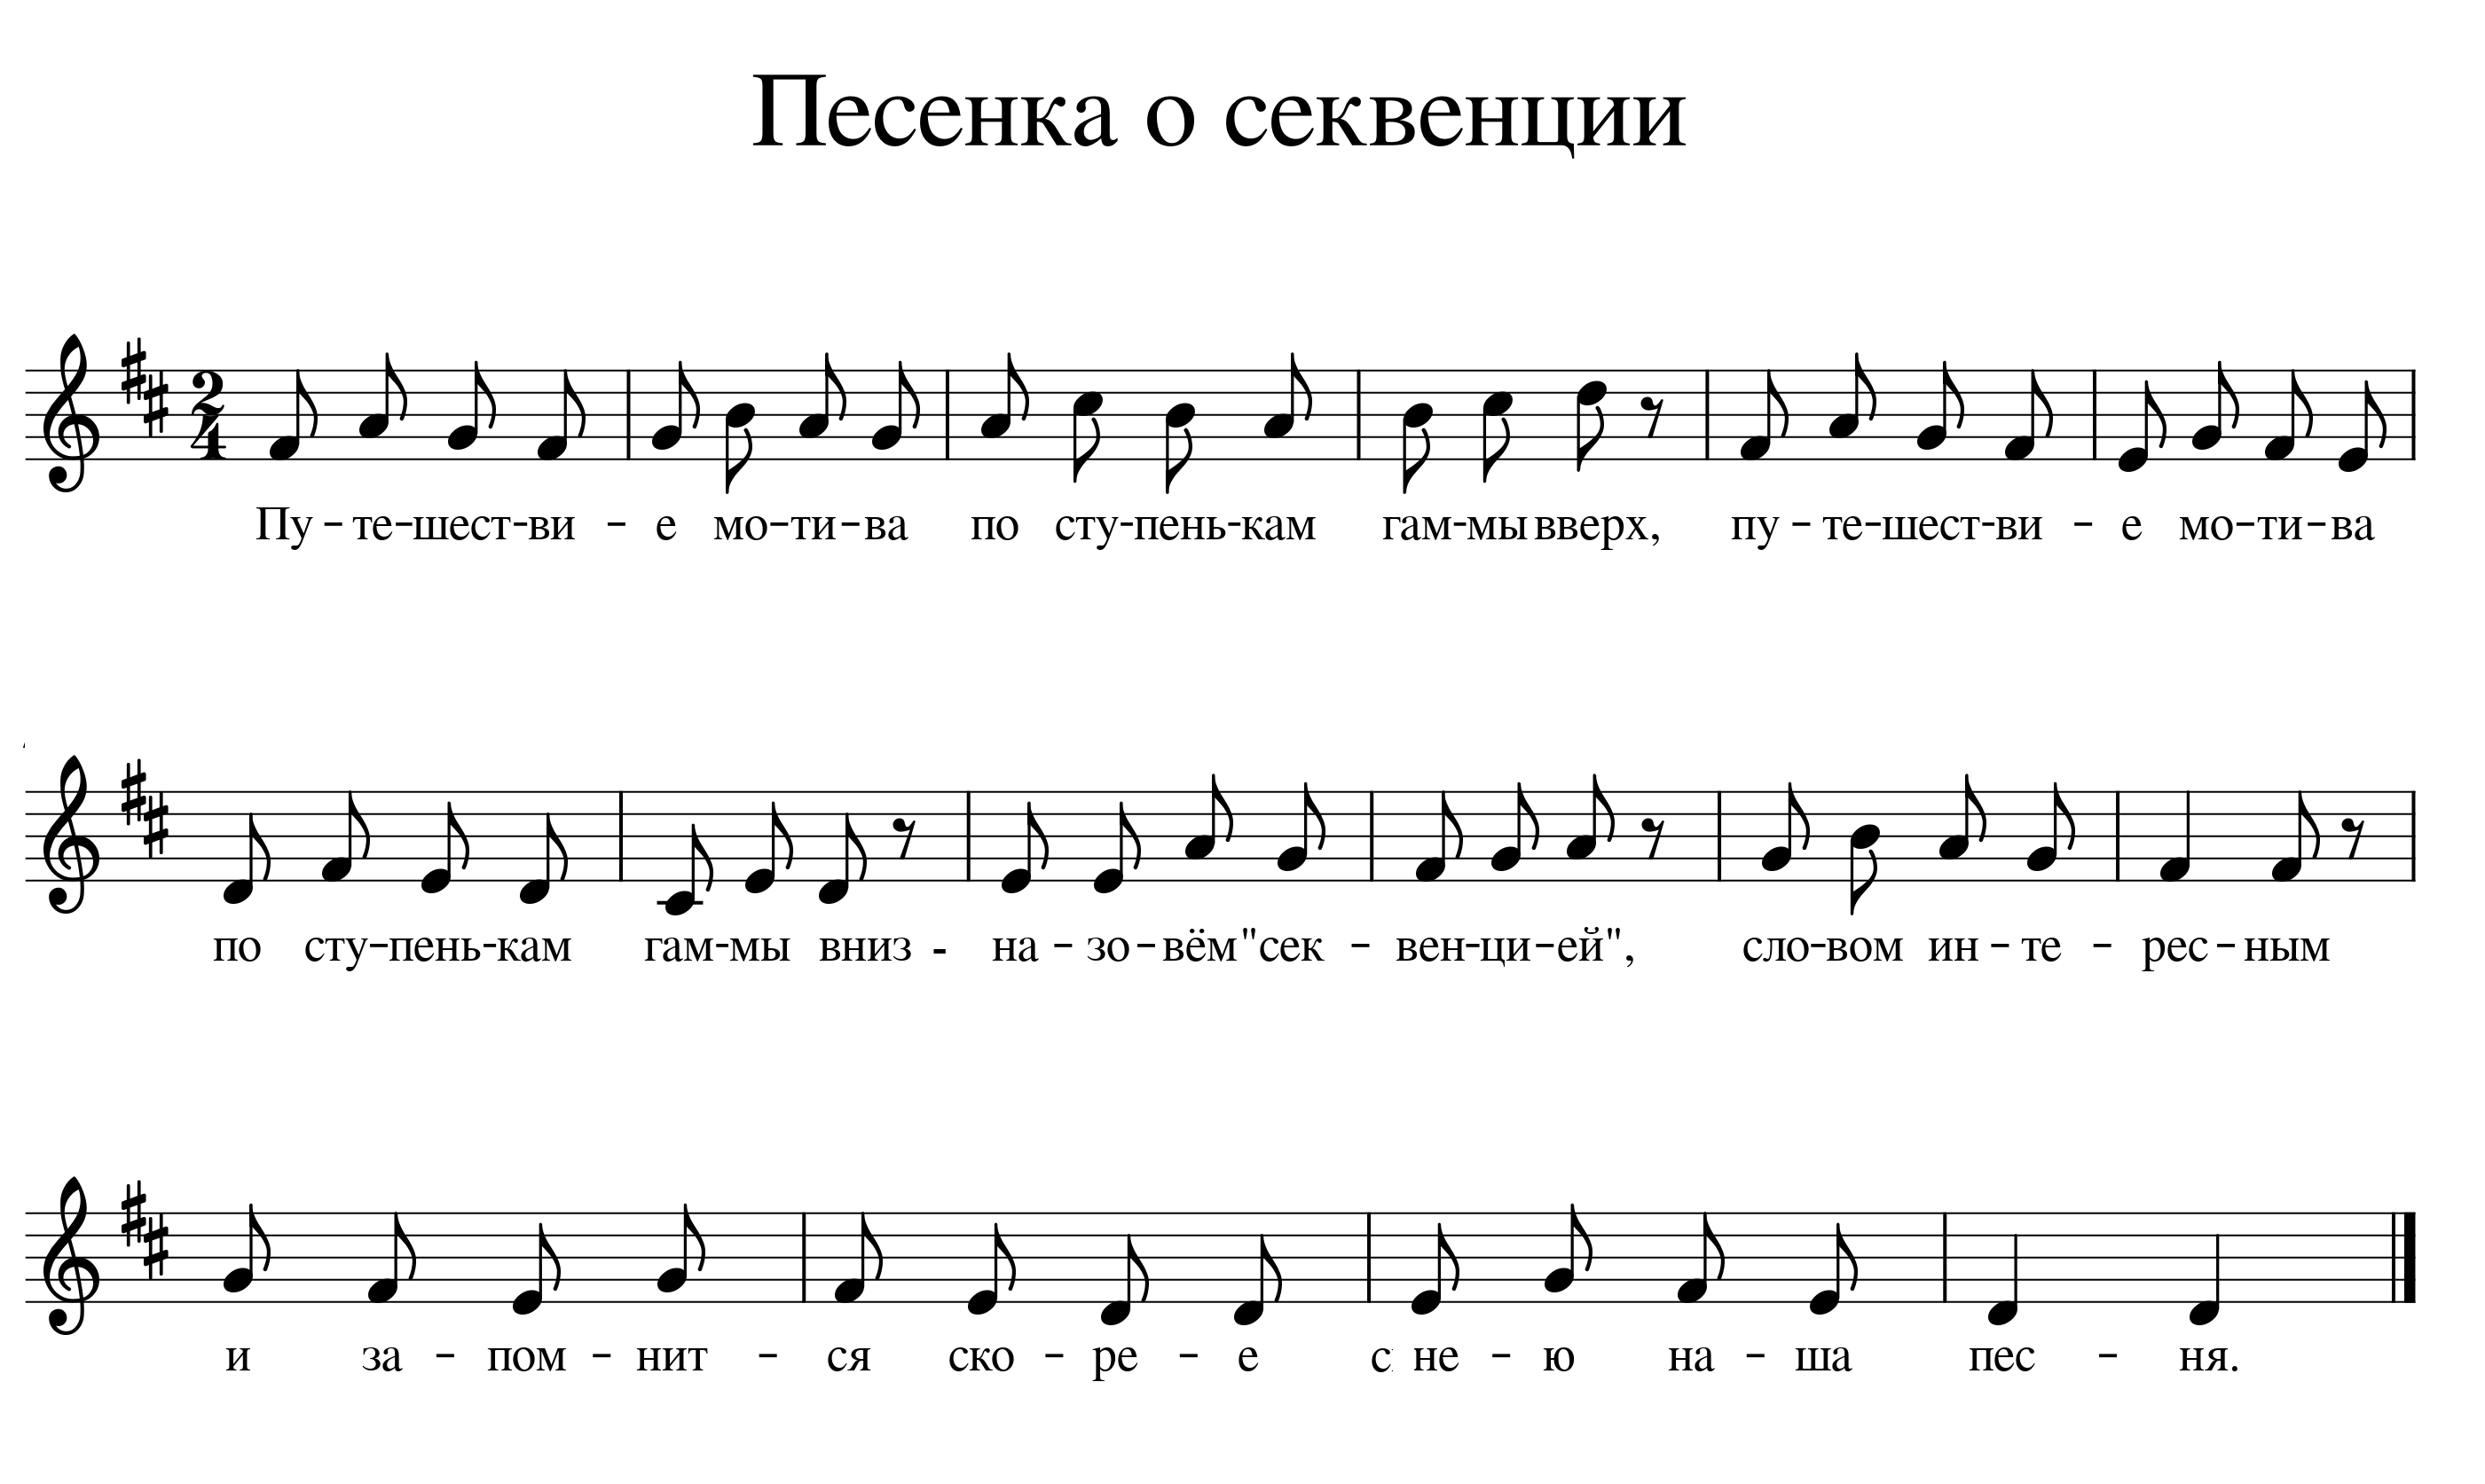 Песенка о секвенции
2/4
Пу – те–шест–ви – е мо–ти–ва по сту–пень–кам гам–мы вверх, пу – те–шест–ви – е мо–ти–ва
по сту–пень–кам гам–мы вниз - на – зо–вём"сек – вен–ци–ей", сло–вом ин – те – рес–ным
и за – пом – нит – ся ско – ре – е с не – ю на – ша пес – ня.